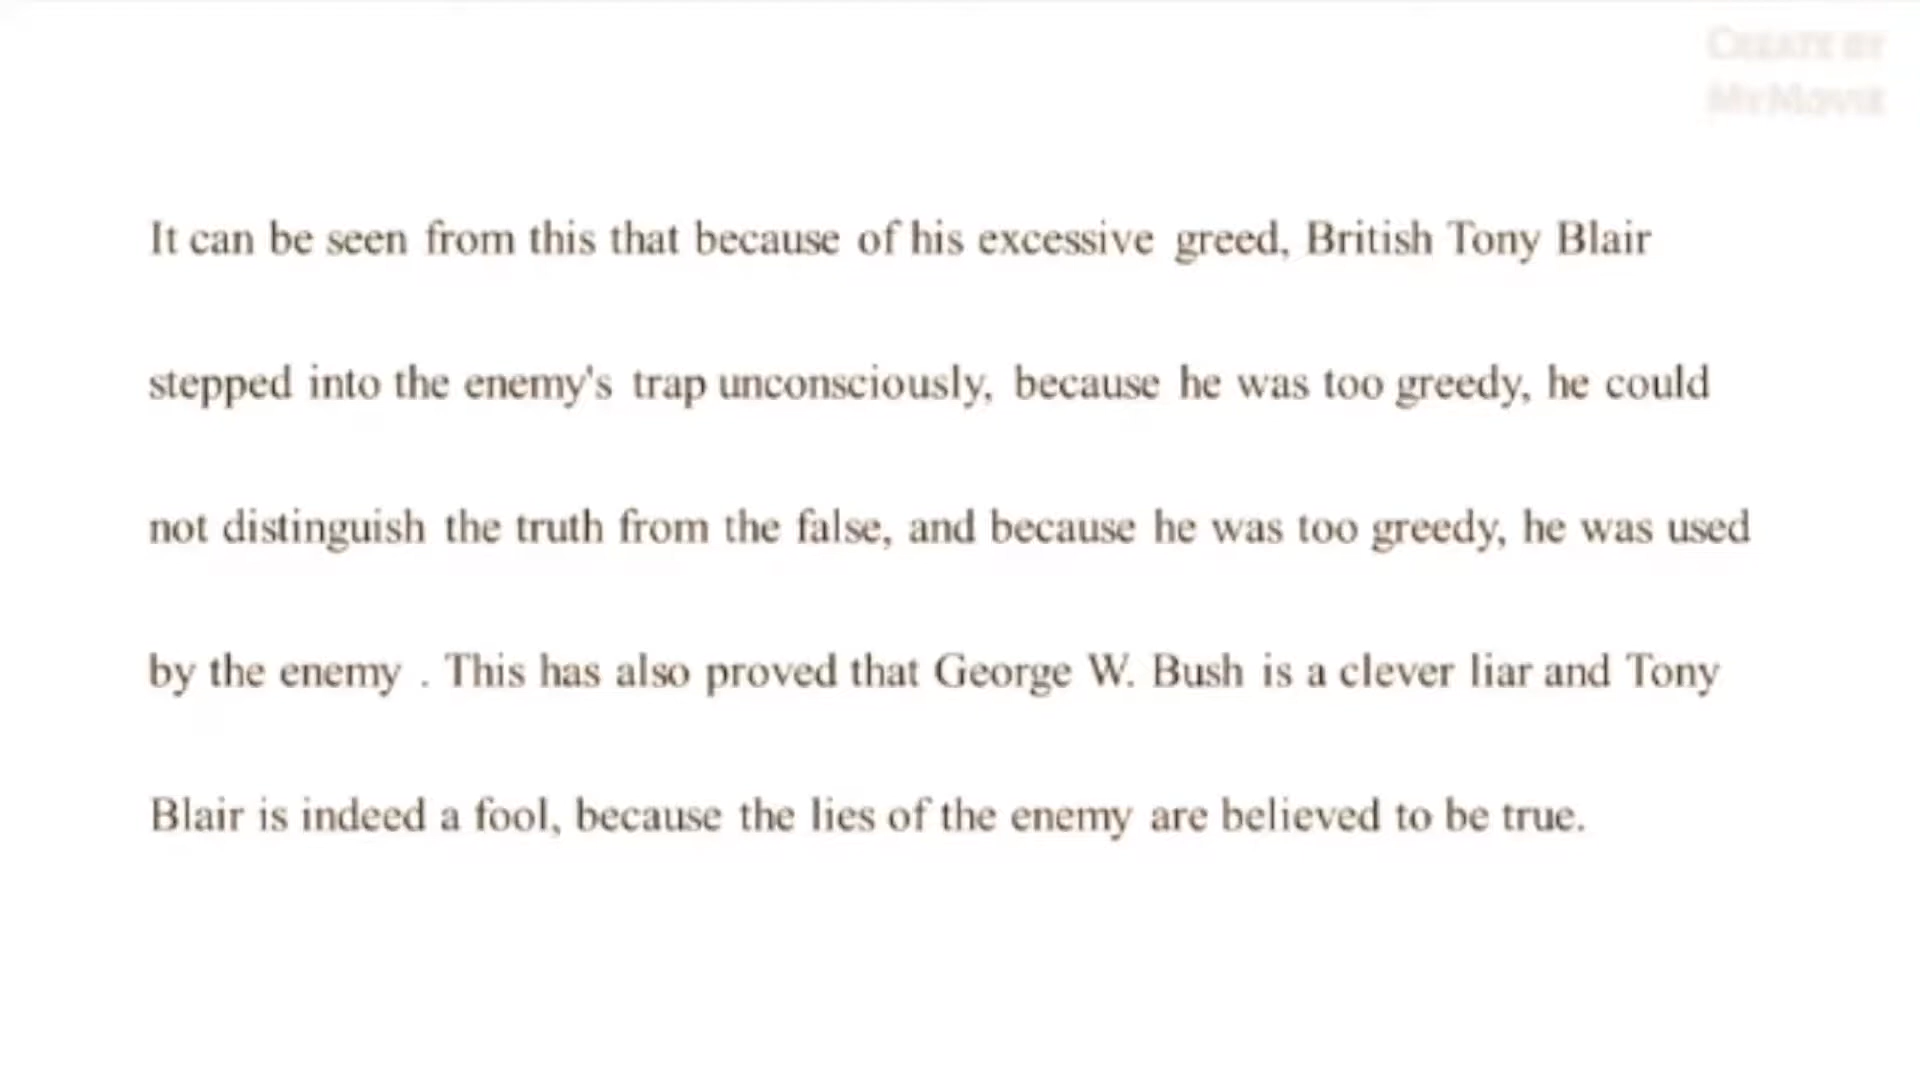 CREATE BY
MYMOVIE
It can be seen from this that because of his excessive greed, British Tony Blair
stepped into the enemy's trap unconsciously, because he was too greedy, he could
not distinguish the truth from the false, and because he was too greedy, he was used
by the enemy . This has also proved that George W. Bush is a clever liar and Tony
Blair is indeed a fool, because the lies of the enemy are believed to be true.